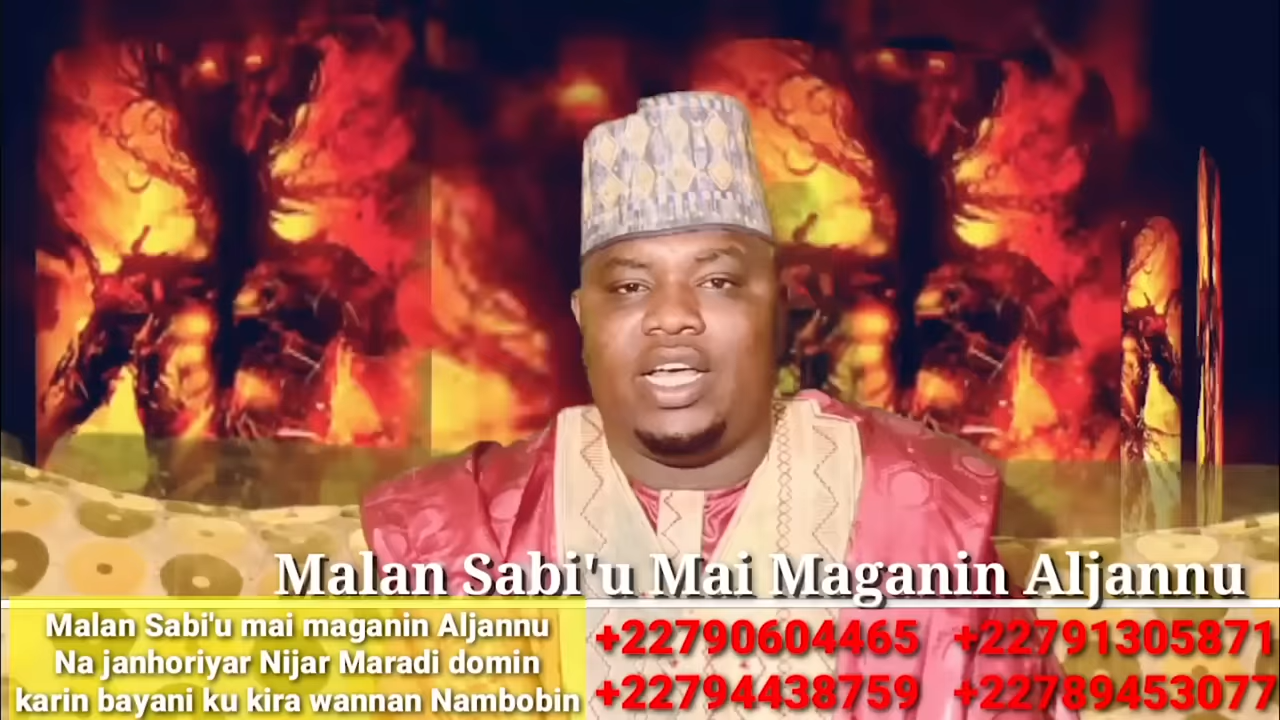 Malan Sabi'u Mai Maganin Aljannu
Malan Sabi'u mai maganin Aljannu
Na janhoriyar Nijar Maradi domin
karin bayani ku kira wannan Nambobin
+22790604465 +22791305871
+22794438759 +22789453077